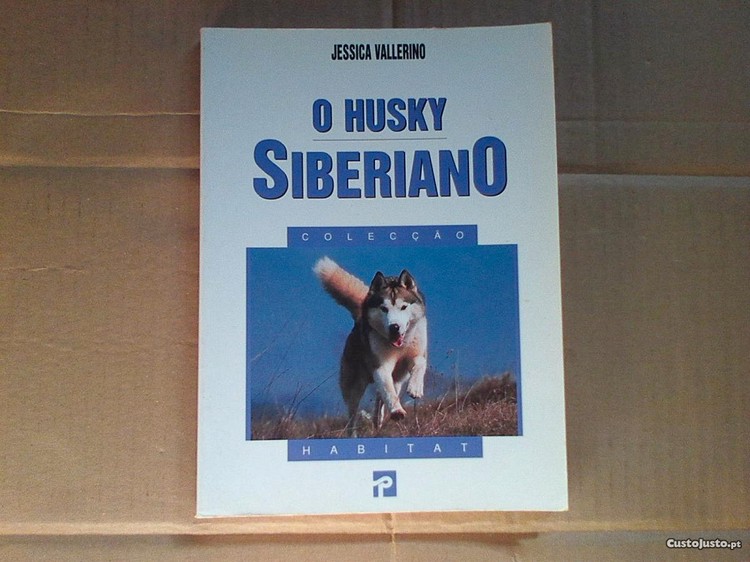 JESSICA VALLERINO
O HUSKY
SIBERIANO
COLECÇÃO
HABITAT
P
CustoJusto.pt